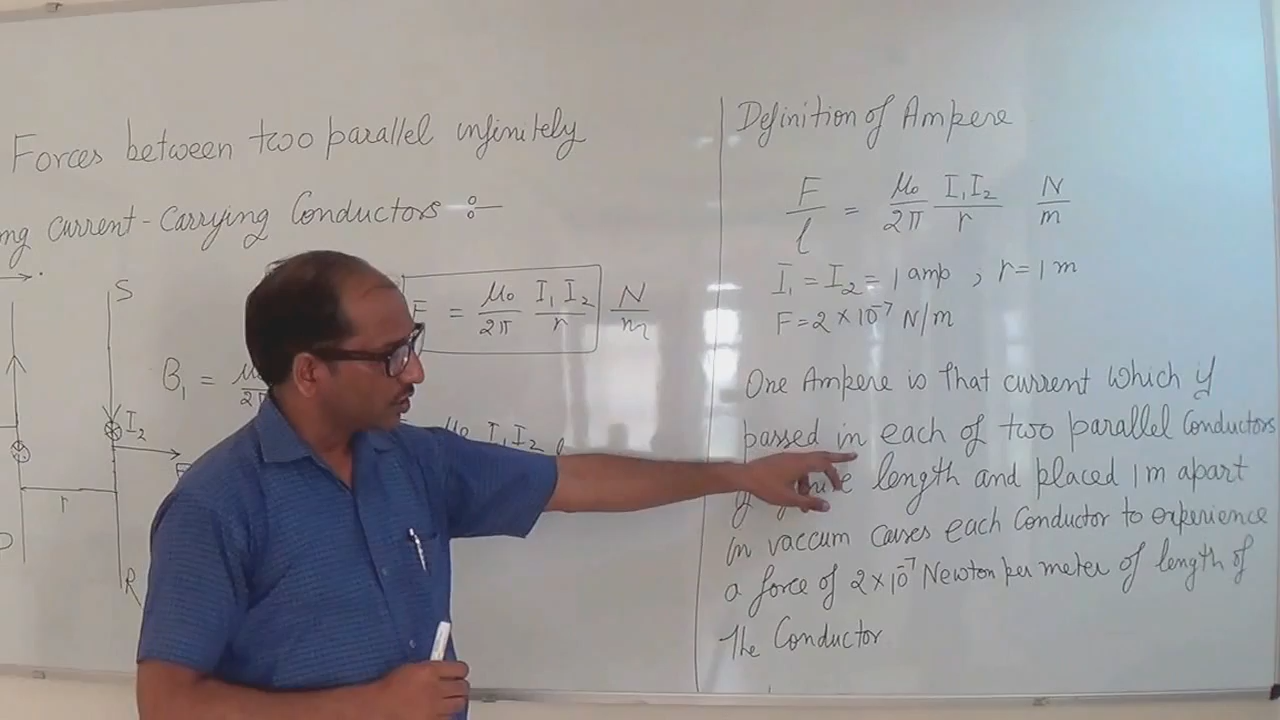 Forces between two parallel infinitely
ng current-Carrying Conductors :-
S
F = μ₀/2π I₁ I₂/r N/m
B₁ =
I₂
I₁I₂
r
R
Definition of Ampere
F/l = μ₀/2π I₁I₂/r N/m
I₁ = I₂ = 1 amp , r = 1 m
F = 2 × 10⁻⁷ N/m
One Ampere is that current which if
passed in each of two parallel Conductors
length and placed 1m apart
in vaccum causes each Conductor to experience
a force of 2×10⁻⁷ Newton per meter of length of
the Conductor